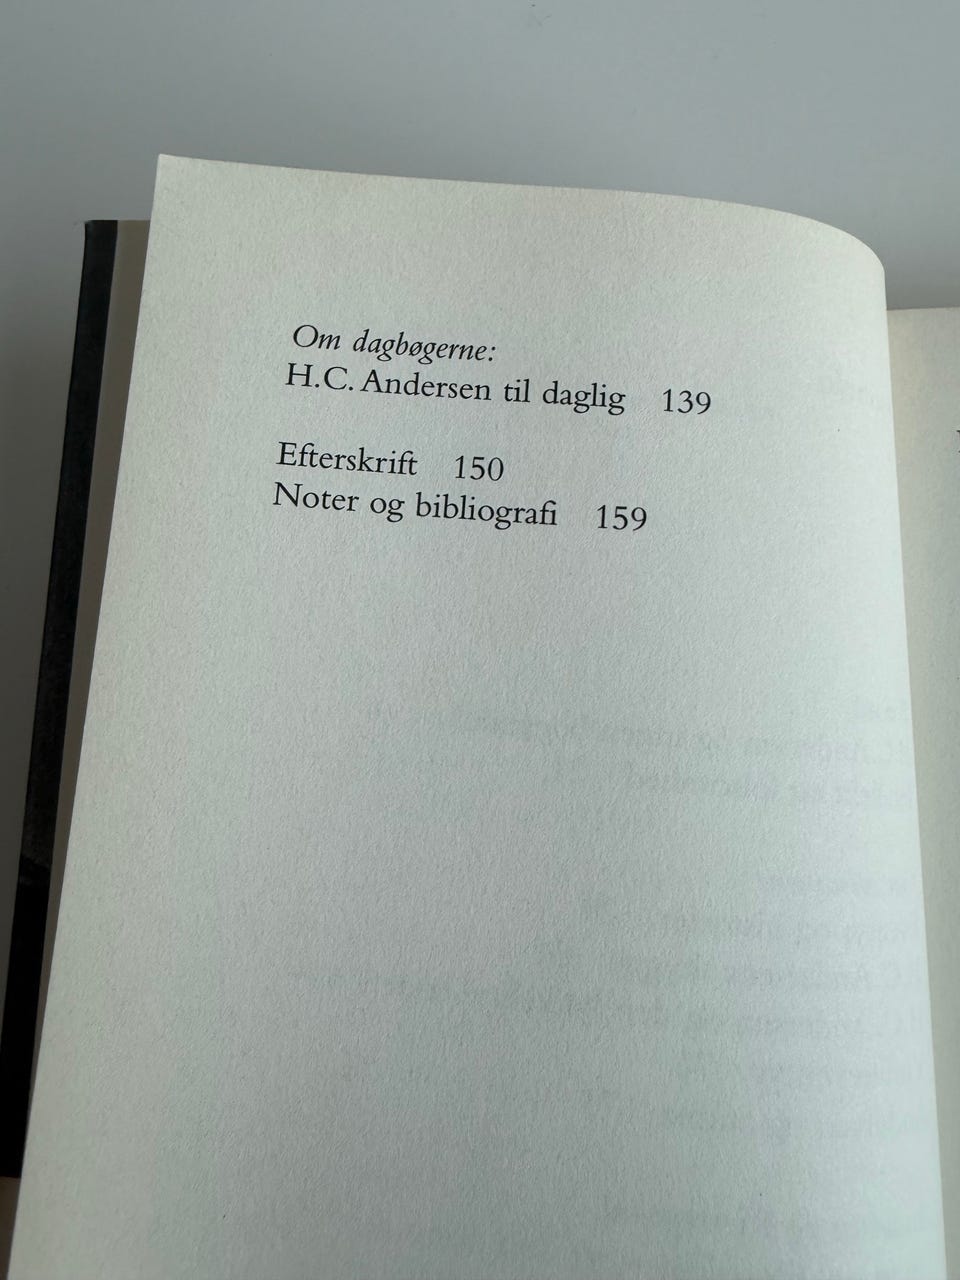 Om dagbøgerne:
H.C. Andersen til daglig 139
Efterskrift 150
Noter og bibliografi 159